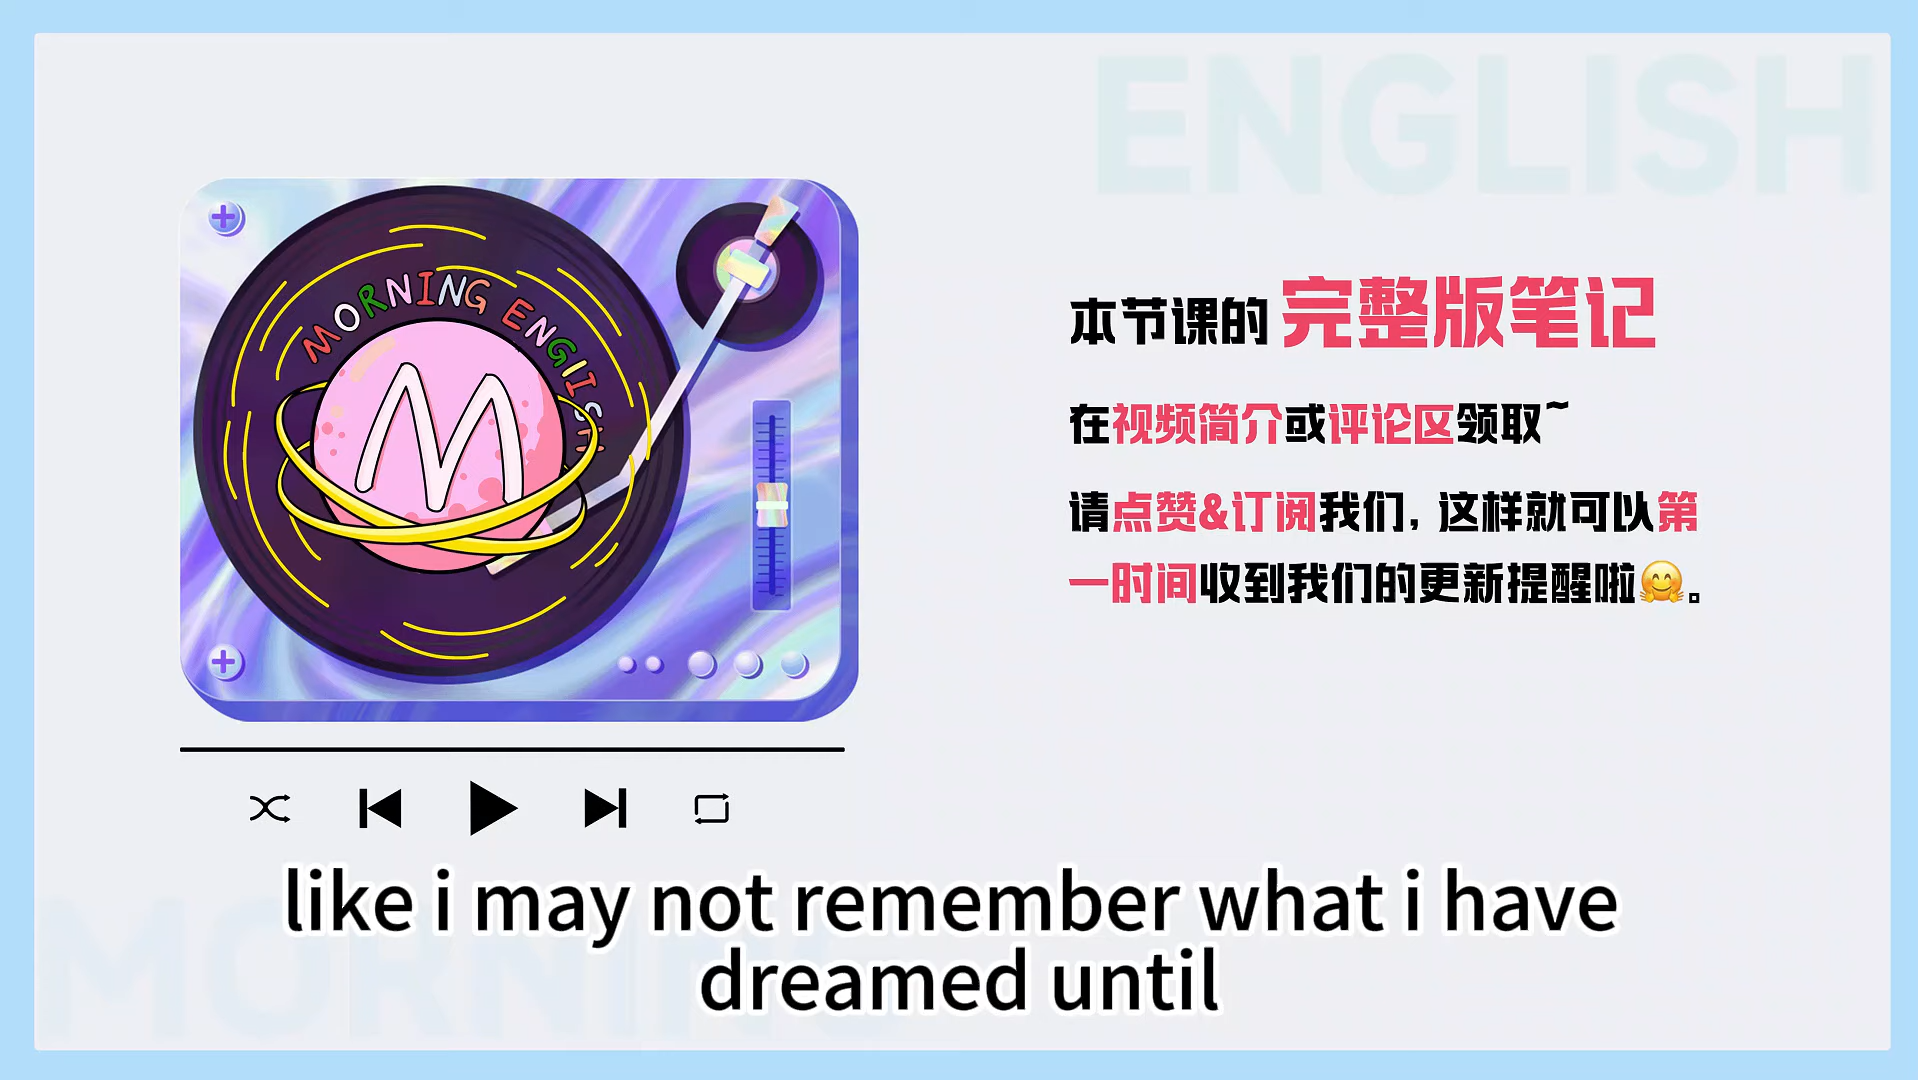 ENGLISH
MORNING ENGlISH
M
本节课的 完整版笔记
在视频简介或评论区领取~
请点赞&订阅我们，这样就可以第
一时间收到我们的更新提醒啦🤗。
like i may not remember what i have
dreamed until
MORNING